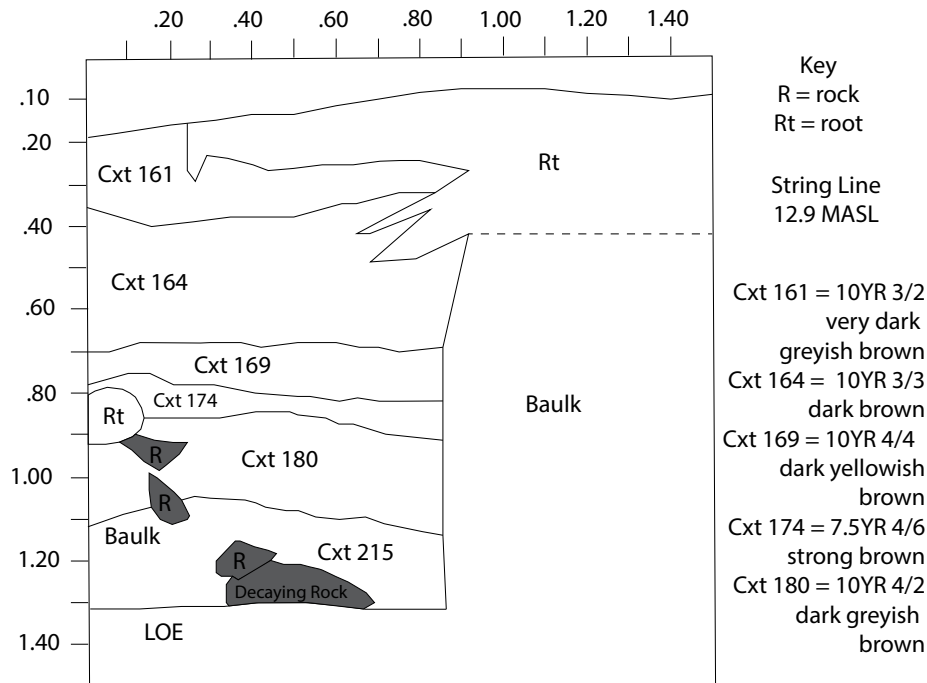 .20 .40 .60 .80 1.00 1.20 1.40
.10
.20
.40
.60
.80
1.00
1.20
1.40
Cxt 161
Rt
Cxt 164
Cxt 169
Cxt 174
Rt
Baulk
R
Cxt 180
R
Baulk
Cxt 215
R
Decaying Rock
LOE
Key
R = rock
Rt = root
String Line
12.9 MASL
Cxt 161 = 10YR 3/2
very dark
greyish brown
Cxt 164 = 10YR 3/3
dark brown
Cxt 169 = 10YR 4/4
dark yellowish
brown
Cxt 174 = 7.5YR 4/6
strong brown
Cxt 180 = 10YR 4/2
dark greyish
brown